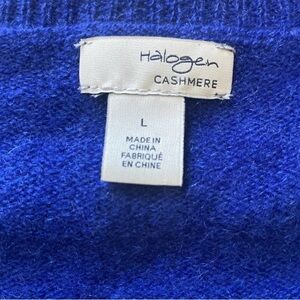 Halogen
CASHMERE
L
MADE IN
CHINA
FABRIQUÉ
EN CHINE